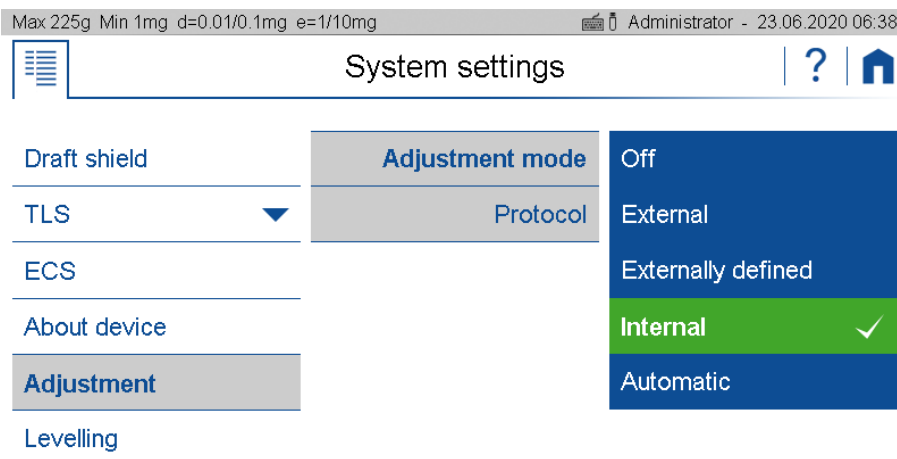 Max 225g Min 1mg d=0.01/0.1mg e=1/10mg Administrator - 23.06.2020 06:38
System settings ?
Draft shield Adjustment mode Off
TLS Protocol External
ECS Externally defined
About device Internal
Adjustment Automatic
Levelling